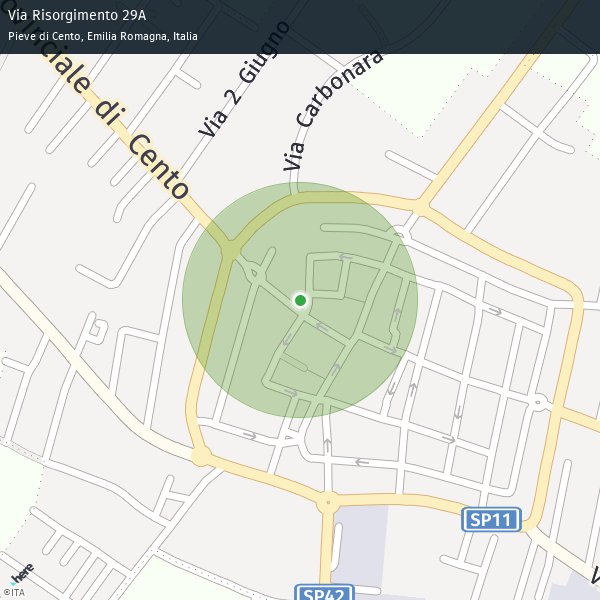 Via Risorgimento 29A
Pieve di Cento, Emilia Romagna, Italia
ovinciale di Cento
Via 2 Giugno
Via Carbonara
SP11
SP42
V
here
©ITA